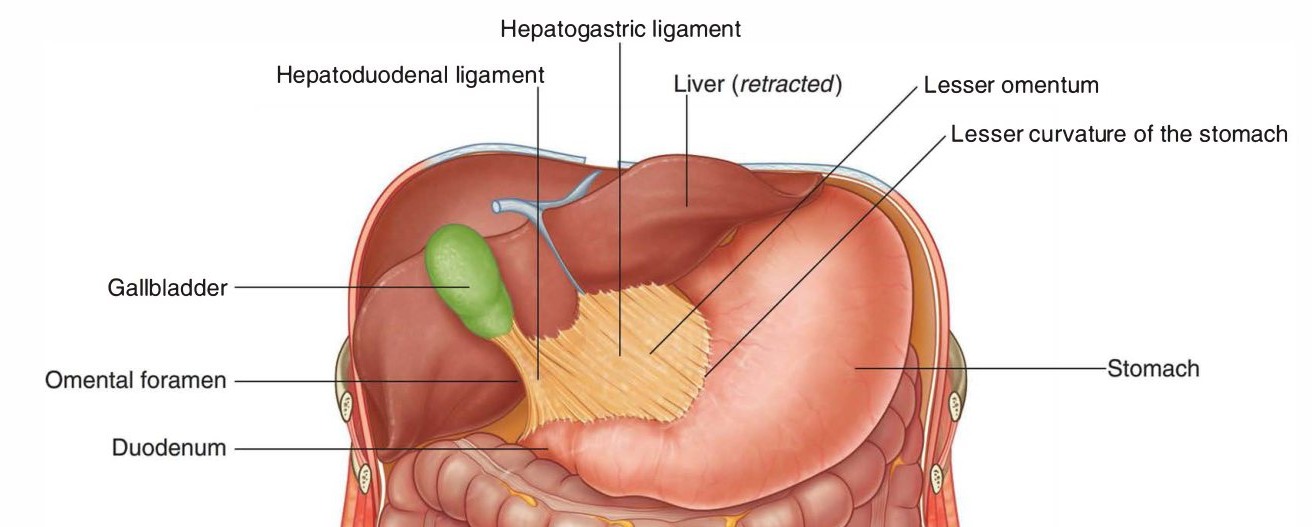 Hepatogastric ligament
Hepatoduodenal ligament
Liver (retracted)
Lesser omentum
Lesser curvature of the stomach
Gallbladder
Omental foramen
Stomach
Duodenum